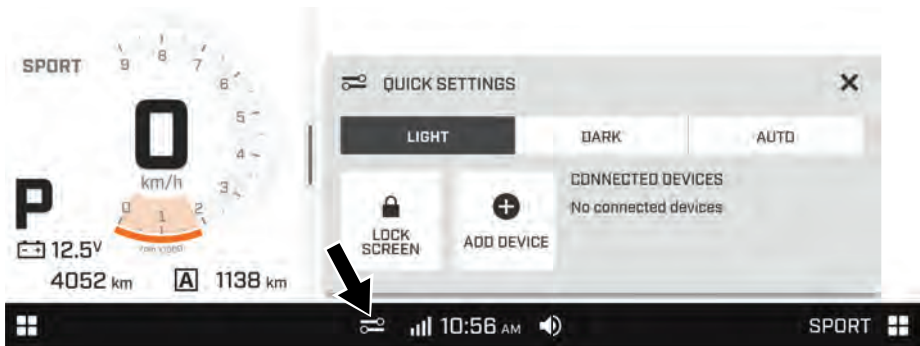 SPORT
9
8
7
6
5
4
3
2
1
0
0
km/h
P
12.5V
4052 km
A 1138 km
QUICK SETTINGS
LIGHT
DARK
AUTO
LOCK
SCREEN
ADD DEVICE
CONNECTED DEVICES
No connected devices
10:56 AM
SPORT